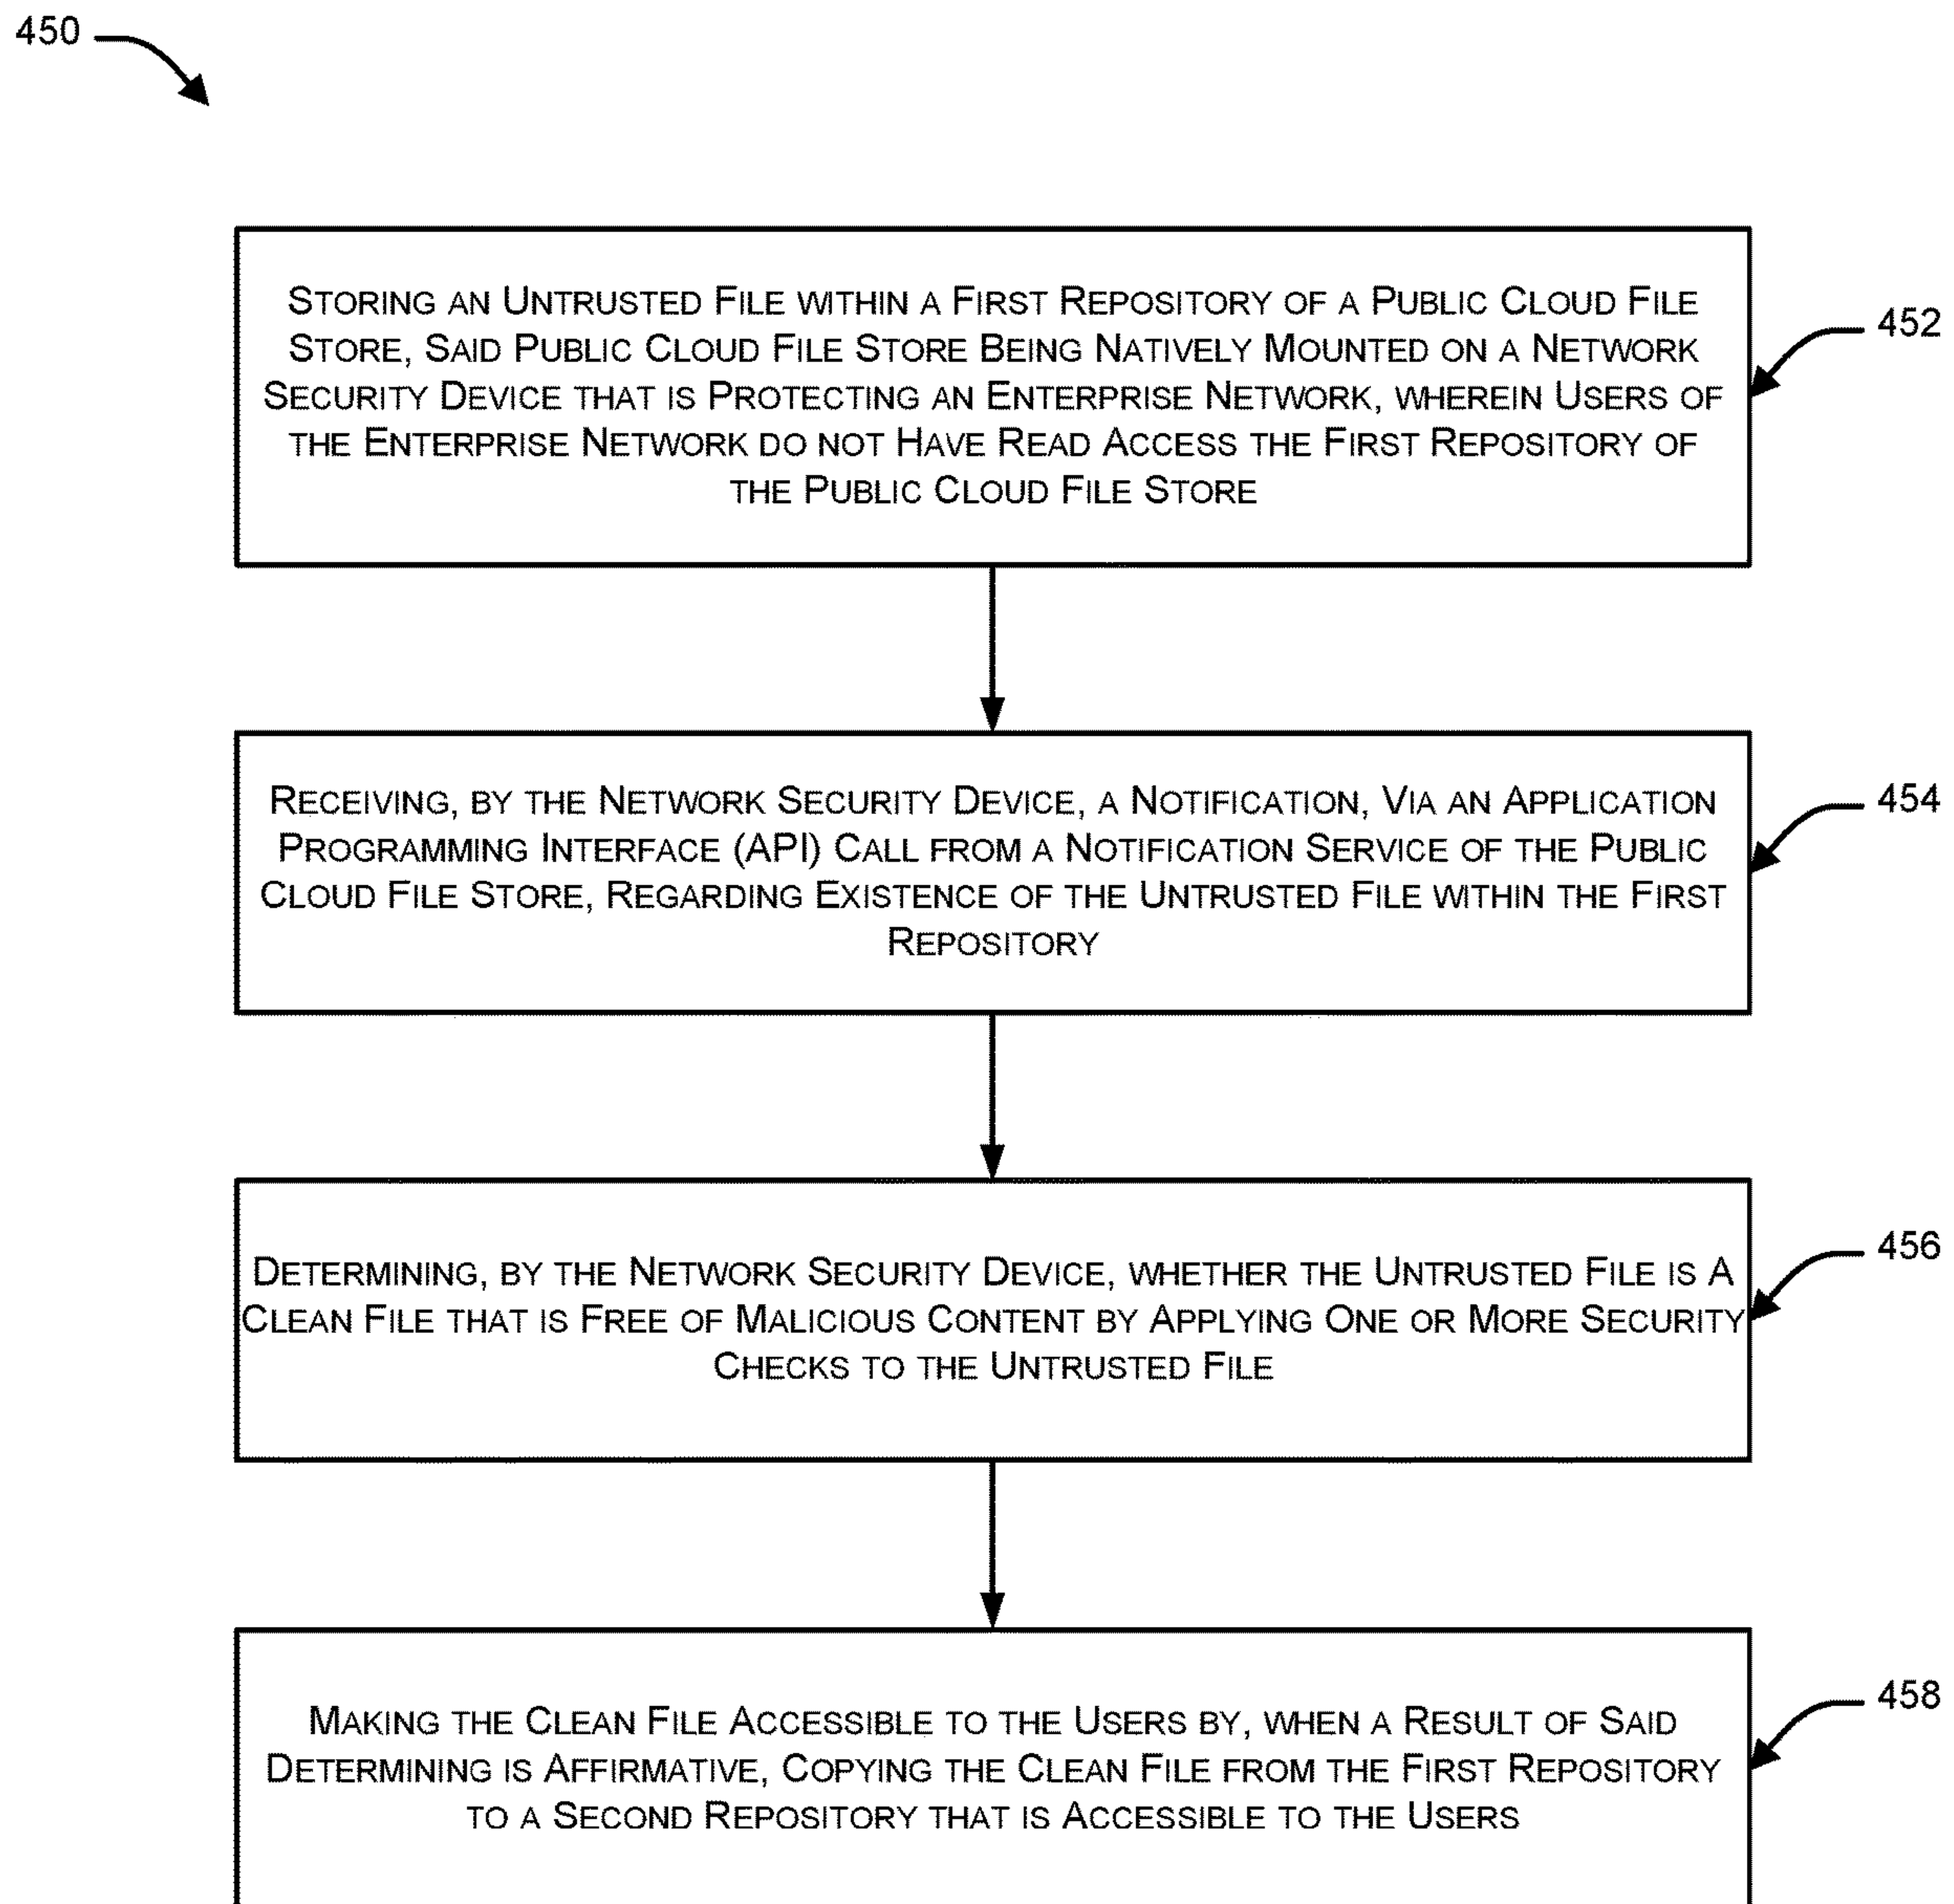 450
STORING AN UNTRUSTED FILE WITHIN A FIRST REPOSITORY OF A PUBLIC CLOUD FILE
STORE, SAID PUBLIC CLOUD FILE STORE BEING NATIVELY MOUNTED ON A NETWORK
SECURITY DEVICE THAT IS PROTECTING AN ENTERPRISE NETWORK, WHEREIN USERS OF
THE ENTERPRISE NETWORK DO NOT HAVE READ ACCESS THE FIRST REPOSITORY OF
THE PUBLIC CLOUD FILE STORE
452
RECEIVING, BY THE NETWORK SECURITY DEVICE, A NOTIFICATION, VIA AN APPLICATION
PROGRAMMING INTERFACE (API) CALL FROM A NOTIFICATION SERVICE OF THE PUBLIC
CLOUD FILE STORE, REGARDING EXISTENCE OF THE UNTRUSTED FILE WITHIN THE FIRST
REPOSITORY
454
DETERMINING, BY THE NETWORK SECURITY DEVICE, WHETHER THE UNTRUSTED FILE IS A
CLEAN FILE THAT IS FREE OF MALICIOUS CONTENT BY APPLYING ONE OR MORE SECURITY
CHECKS TO THE UNTRUSTED FILE
456
MAKING THE CLEAN FILE ACCESSIBLE TO THE USERS BY, WHEN A RESULT OF SAID
DETERMINING IS AFFIRMATIVE, COPYING THE CLEAN FILE FROM THE FIRST REPOSITORY
TO A SECOND REPOSITORY THAT IS ACCESSIBLE TO THE USERS
458